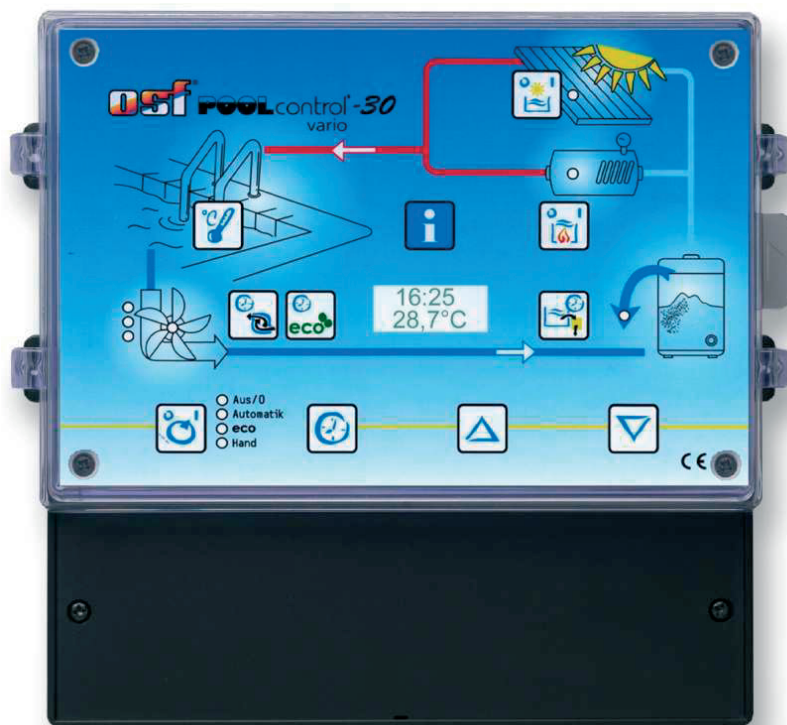 osf® POOLcontrol®-30
vario
°C
i
eco
16:25
28,7°C
Aus/0
Automatik
eco
Hand
CE